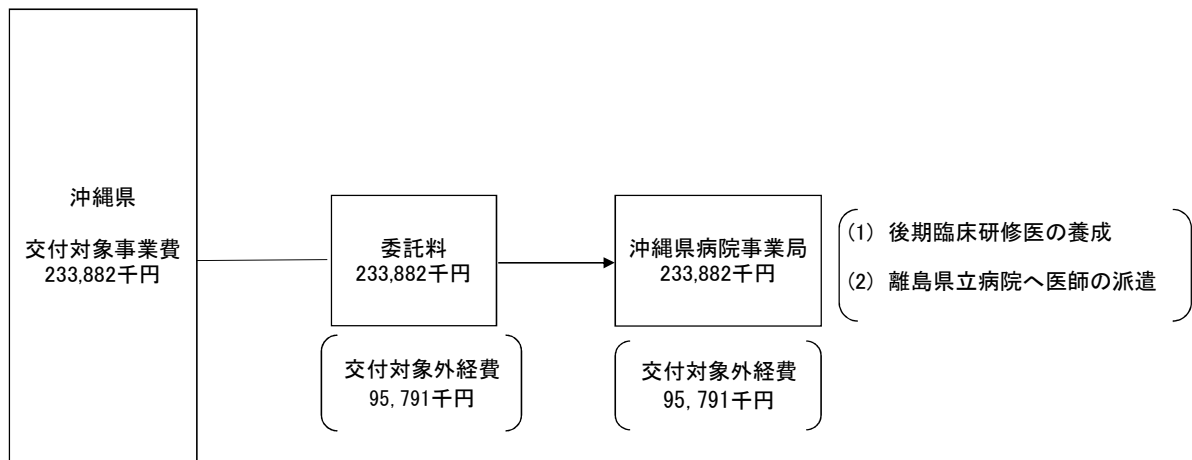 沖縄県
交付対象事業費
233,882千円
委託料
233,882千円
交付対象外経費
95,791千円
沖縄県病院事業局
233,882千円
交付対象外経費
95,791千円
(1) 後期臨床研修医の養成
(2) 離島県立病院へ医師の派遣